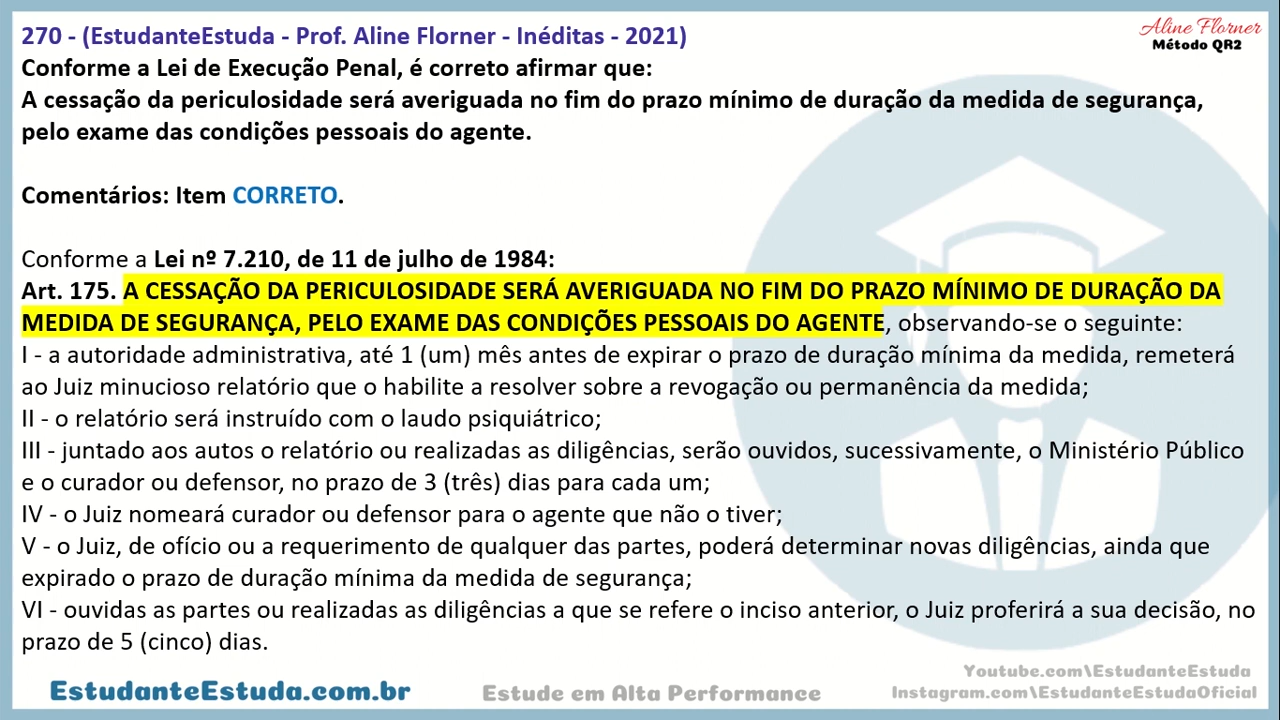 270 - (EstudanteEstuda - Prof. Aline Florner - Inéditas - 2021)
Aline Florner
Método QR2
Conforme a Lei de Execução Penal, é correto afirmar que:
A cessação da periculosidade será averiguada no fim do prazo mínimo de duração da medida de segurança,
pelo exame das condições pessoais do agente.
Comentários: Item CORRETO.
Conforme a Lei nº 7.210, de 11 de julho de 1984:
Art. 175. A CESSAÇÃO DA PERICULOSIDADE SERÁ AVERIGUADA NO FIM DO PRAZO MÍNIMO DE DURAÇÃO DA
MEDIDA DE SEGURANÇA, PELO EXAME DAS CONDIÇÕES PESSOAIS DO AGENTE, observando-se o seguinte:
I - a autoridade administrativa, até 1 (um) mês antes de expirar o prazo de duração mínima da medida, remeterá
ao Juiz minucioso relatório que o habilite a resolver sobre a revogação ou permanência da medida;
II - o relatório será instruído com o laudo psiquiátrico;
III - juntado aos autos o relatório ou realizadas as diligências, serão ouvidos, sucessivamente, o Ministério Público
e o curador ou defensor, no prazo de 3 (três) dias para cada um;
IV - o Juiz nomeará curador ou defensor para o agente que não o tiver;
V - o Juiz, de ofício ou a requerimento de qualquer das partes, poderá determinar novas diligências, ainda que
expirado o prazo de duração mínima da medida de segurança;
VI - ouvidas as partes ou realizadas as diligências a que se refere o inciso anterior, o Juiz proferirá a sua decisão, no
prazo de 5 (cinco) dias.
EstudanteEstuda.com.br
Estude em Alta Performance
Youtube.com\EstudanteEstuda
Instagram.com\EstudanteEstudaOficial